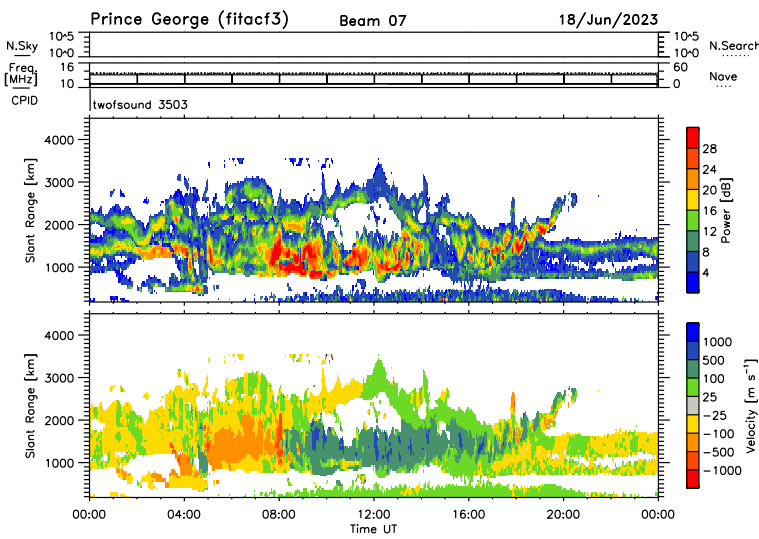 Prince George (fitacf3) Beam 07 18/Jun/2023
N.Sky 10^5 10^0 10^5 10^0 N.Search
Freq. [MHz] 16 10 60 0 Nave
CPID twofsound 3503
Slant Range [km] 4000 3000 2000 1000
Power [dB] 28 24 20 16 12 8 4
Slant Range [km] 4000 3000 2000 1000
Velocity [m s⁻¹] 1000 500 100 25 −25 −100 −500 −1000
00:00 04:00 08:00 12:00 16:00 20:00 00:00
Time UT